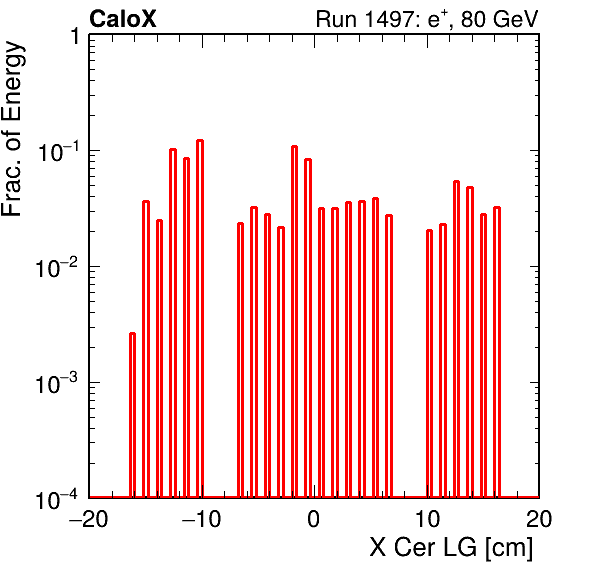 CaloX Run 1497: e⁺, 80 GeV
Frac. of Energy
1
10⁻¹
10⁻²
10⁻³
10⁻⁴
−20 −10 0 10 20
X Cer LG [cm]